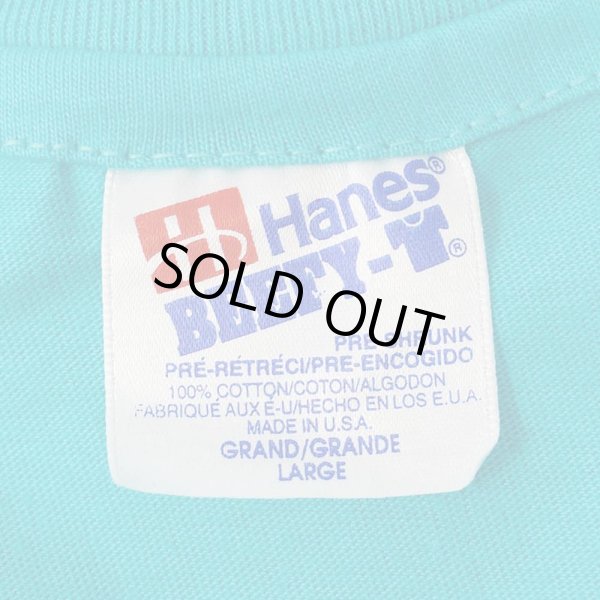 Hanes®
BEEFY-T®
SOLD OUT
PRE-SHRUNK
PRÉ-RÉTRÉCI/PRE-ENCOGIDO
100% COTTON/COTON/ALGODON
FABRIQUÉ AUX É-U/HECHO EN LOS E.U.A.
MADE IN U.S.A.
GRAND/GRANDE
LARGE